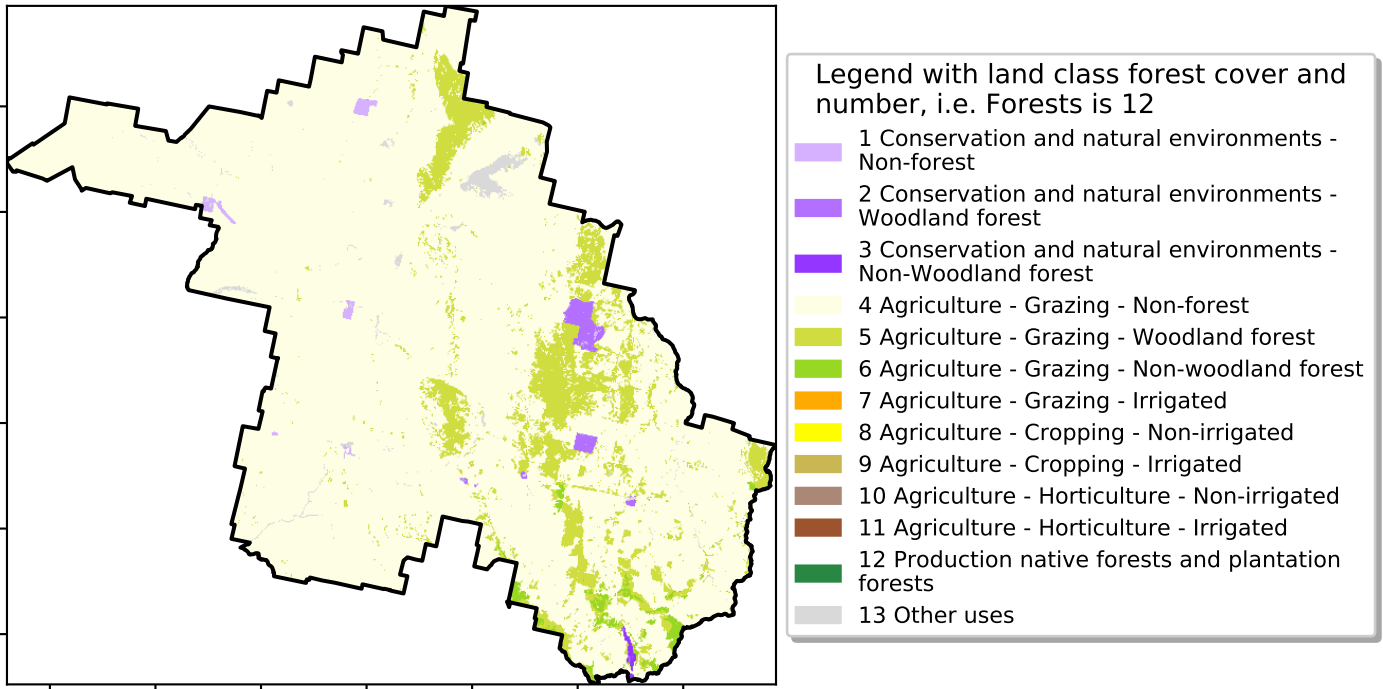 Legend with land class forest cover and
number, i.e. Forests is 12
1 Conservation and natural environments -
Non-forest
2 Conservation and natural environments -
Woodland forest
3 Conservation and natural environments -
Non-Woodland forest
4 Agriculture - Grazing - Non-forest
5 Agriculture - Grazing - Woodland forest
6 Agriculture - Grazing - Non-woodland forest
7 Agriculture - Grazing - Irrigated
8 Agriculture - Cropping - Non-irrigated
9 Agriculture - Cropping - Irrigated
10 Agriculture - Horticulture - Non-irrigated
11 Agriculture - Horticulture - Irrigated
12 Production native forests and plantation
forests
13 Other uses